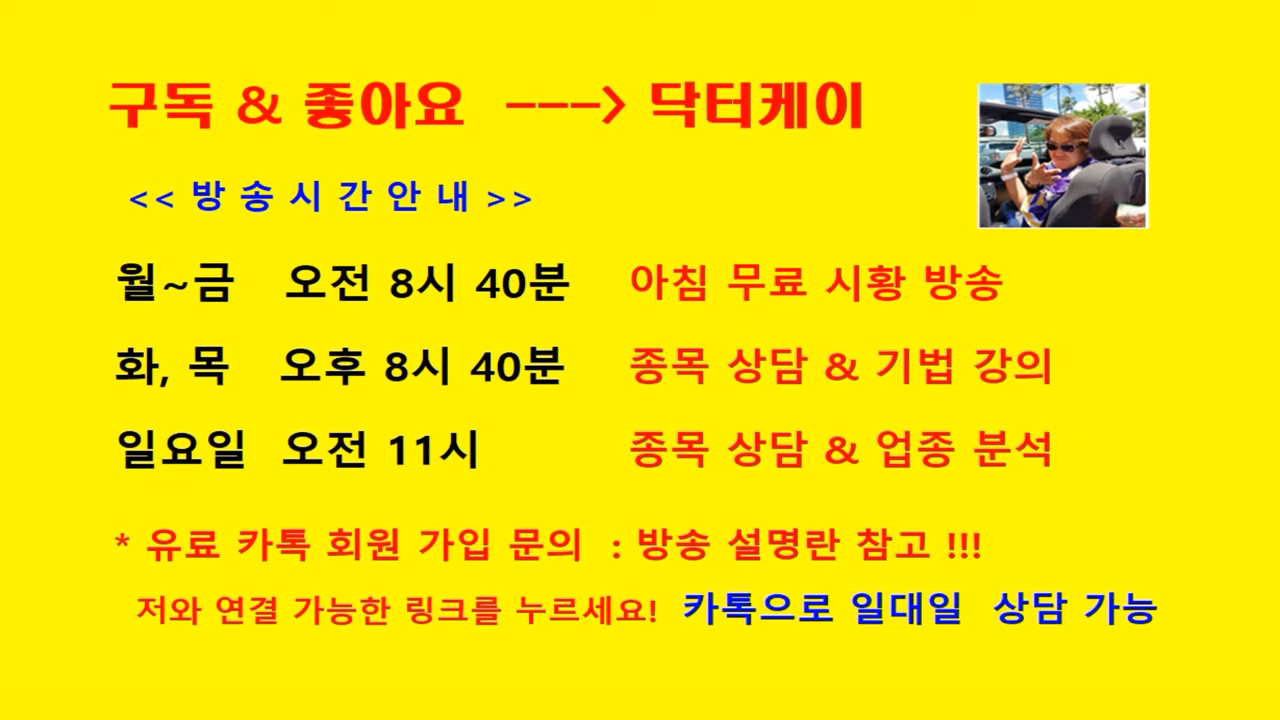 구독 & 좋아요 ---> 닥터케이
<< 방 송 시 간 안 내 >>
월~금 오전 8시 40분 아침 무료 시황 방송
화, 목 오후 8시 40분 종목 상담 & 기법 강의
일요일 오전 11시 종목 상담 & 업종 분석
* 유료 카톡 회원 가입 문의 : 방송 설명란 참고 !!!
저와 연결 가능한 링크를 누르세요! 카톡으로 일대일 상담 가능